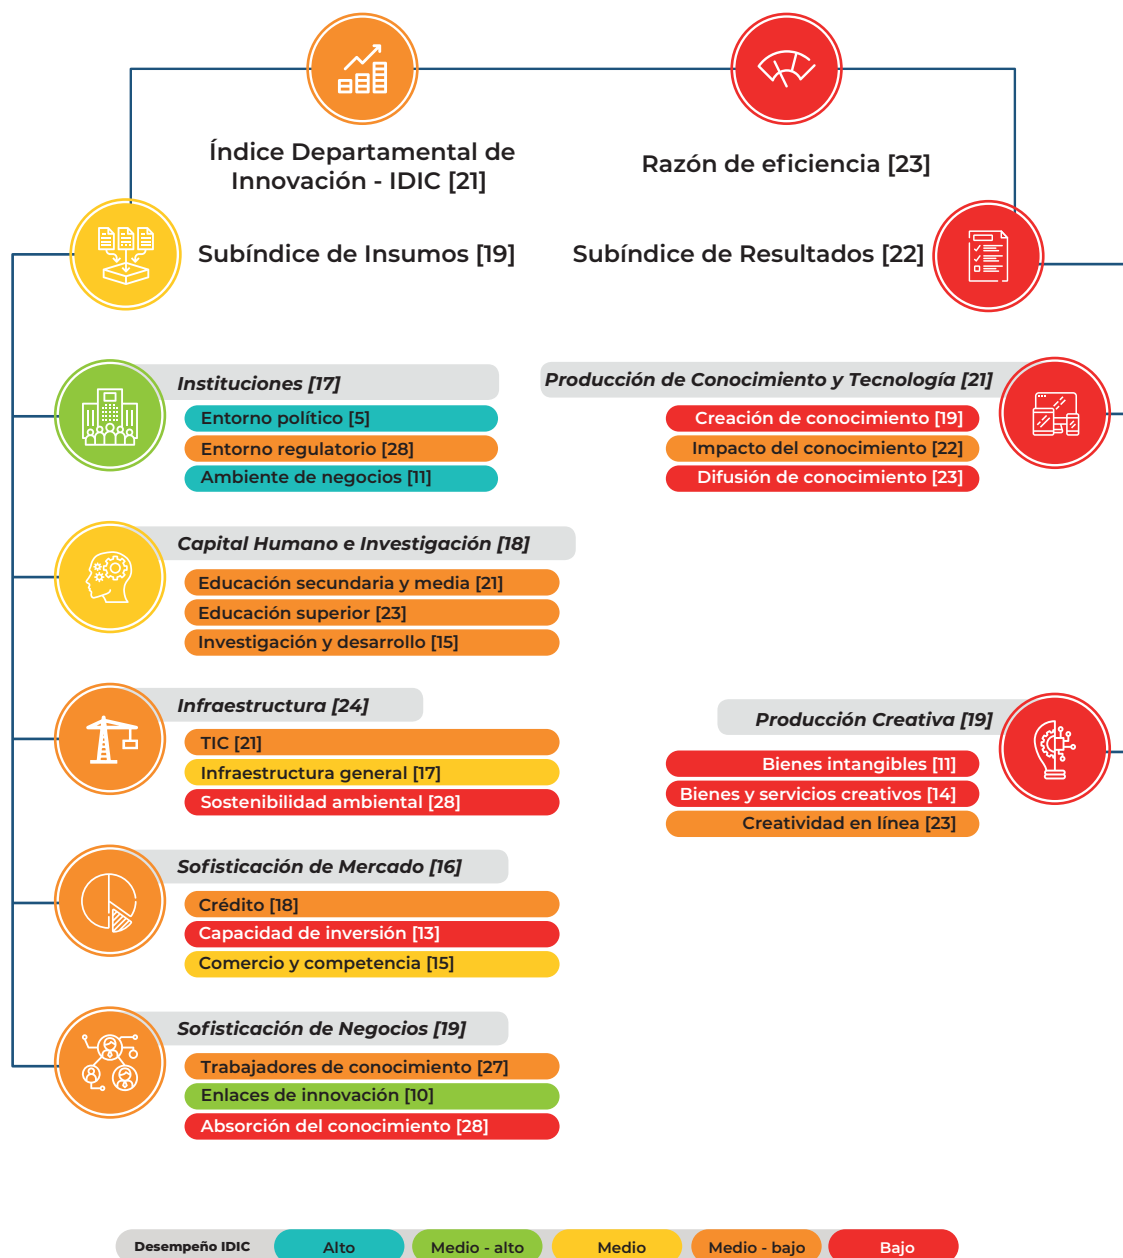 Índice Departamental de
Innovación - IDIC [21]
Razón de eficiencia [23]
Subíndice de Insumos [19]
Subíndice de Resultados [22]
Instituciones [17]
Entorno político [5]
Entorno regulatorio [28]
Ambiente de negocios [11]
Capital Humano e Investigación [18]
Educación secundaria y media [21]
Educación superior [23]
Investigación y desarrollo [15]
Infraestructura [24]
TIC [21]
Infraestructura general [17]
Sostenibilidad ambiental [28]
Sofisticación de Mercado [16]
Crédito [18]
Capacidad de inversión [13]
Comercio y competencia [15]
Sofisticación de Negocios [19]
Trabajadores de conocimiento [27]
Enlaces de innovación [10]
Absorción del conocimiento [28]
Producción de Conocimiento y Tecnología [21]
Creación de conocimiento [19]
Impacto del conocimiento [22]
Difusión de conocimiento [23]
Producción Creativa [19]
Bienes intangibles [11]
Bienes y servicios creativos [14]
Creatividad en línea [23]
Desempeño IDIC Alto Medio - alto Medio Medio - bajo Bajo